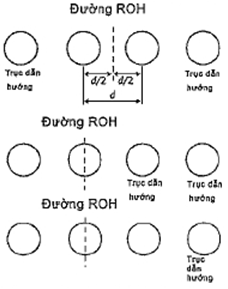 Đường ROH
Trục dẫn
hướng
Trục dẫn
hướng
d/2
d/2
d
Đường ROH
Trục dẫn
hướng
Trục dẫn
hướng
Đường ROH
Trục
dẫn
hướng